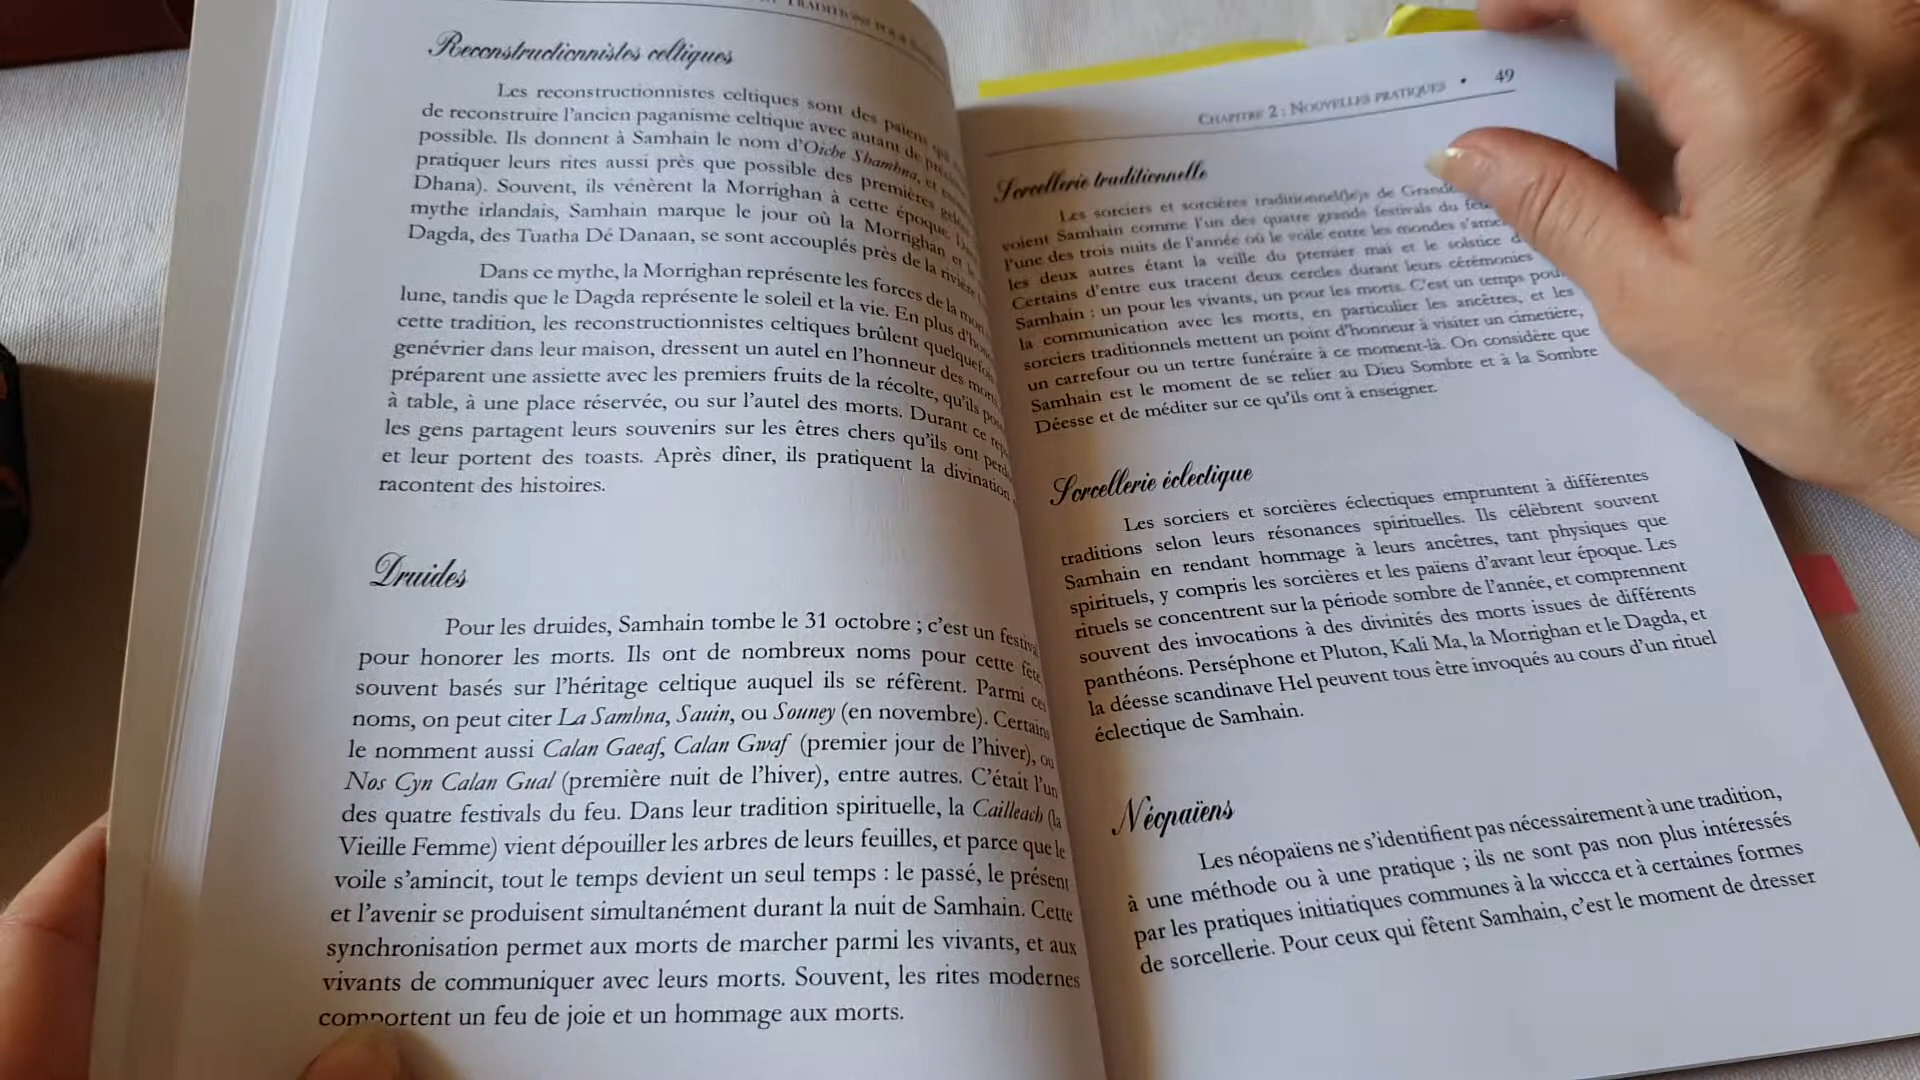 TRADITIONS POUR
Reconstructionnistes celtiques
Les reconstructionnistes celtiques sont des païens qui
de reconstruire l'ancien paganisme celtique avec autant de
possible. Ils donnent à Samhain le nom d'Oiche Shambna, et
pratiquer leurs rites aussi près que possible des premières gelées
Dhana). Souvent, ils vénèrent la Morrighan à cette époque.
mythe irlandais, Samhain marque le jour où la Morrighan et le
Dagda, des Tuatha Dé Danaan, se sont accouplés près de la rivière
Dans ce mythe, la Morrighan représente les forces de la mort
lune, tandis que le Dagda représente le soleil et la vie. En plus
cette tradition, les reconstructionnistes celtiques brûlent quelquefois
genévrier dans leur maison, dressent un autel en l'honneur des morts
préparent une assiette avec les premiers fruits de la récolte, qu'ils
à table, à une place réservée, ou sur l'autel des morts. Durant ce
les gens partagent leurs souvenirs sur les êtres chers qu'ils ont
et leur portent des toasts. Après dîner, ils pratiquent la divination
racontent des histoires.
Druides
Pour les druides, Samhain tombe le 31 octobre ; c'est un
pour honorer les morts. Ils ont de nombreux noms pour cette fête,
souvent basés sur l'héritage celtique auquel ils se réfèrent. Parmi ces
noms, on peut citer La Sambna, Sauin, ou Souney (en novembre). Certains
le nomment aussi Calan Gaeaf, Calan Gwaf (premier jour de l'hiver), ou
Nos Cyn Calan Gual (première nuit de l'hiver), entre autres. C'était l'un
des quatre festivals du feu. Dans leur tradition spirituelle, la Cailleach (la
Vieille Femme) vient dépouiller les arbres de leurs feuilles, et parce que le
voile s'amincit, tout le temps devient un seul temps : le passé, le présent
et l'avenir se produisent simultanément durant la nuit de Samhain. Cette
synchronisation permet aux morts de marcher parmi les vivants, et aux
vivants de communiquer avec leurs morts. Souvent, les rites modernes
comportent un feu de joie et un hommage aux morts.
CHAPITRE 2 : NOUVELLES PRATIQUES • 49
Sorcellerie traditionnelle
Les sorciers et sorcières traditionnel(le)s de
voient Samhain comme l'un des quatre grands festivals du feu
l'une des trois nuits de l'année où le voile entre les mondes
les deux autres étant la veille du premier mai et le solstice
Certains d'entre eux tracent deux cercles durant leurs cérémonies
Samhain : un pour les vivants, un pour les morts. C'est un temps pour
la communication avec les morts, en particulier les ancêtres, et les
sorciers traditionnels mettent un point d'honneur à visiter un cimetière,
un carrefour ou un tertre funéraire à ce moment-là. On considère que
Samhain est le moment de se relier au Dieu Sombre et à la Sombre
Déesse et de méditer sur ce qu'ils ont à enseigner.
Sorcellerie éclectique
Les sorciers et sorcières éclectiques empruntent à différentes
traditions selon leurs résonances spirituelles. Ils célèbrent souvent
Samhain en rendant hommage à leurs ancêtres, tant physiques que
spirituels, y compris les sorcières et les païens d'avant leur époque. Les
rituels se concentrent sur la période sombre de l'année, et comprennent
souvent des invocations à des divinités des morts issues de différents
panthéons. Perséphone et Pluton, Kali Ma, la Morrighan et le Dagda, et
la déesse scandinave Hel peuvent tous être invoqués au cours d'un rituel
éclectique de Samhain.
Néopaïens
Les néopaïens ne s'identifient pas nécessairement à une tradition,
à une méthode ou à une pratique ; ils ne sont pas non plus intéressés
par les pratiques initiatiques communes à la wiccca et à certaines formes
de sorcellerie. Pour ceux qui fêtent Samhain, c'est le moment de dresser